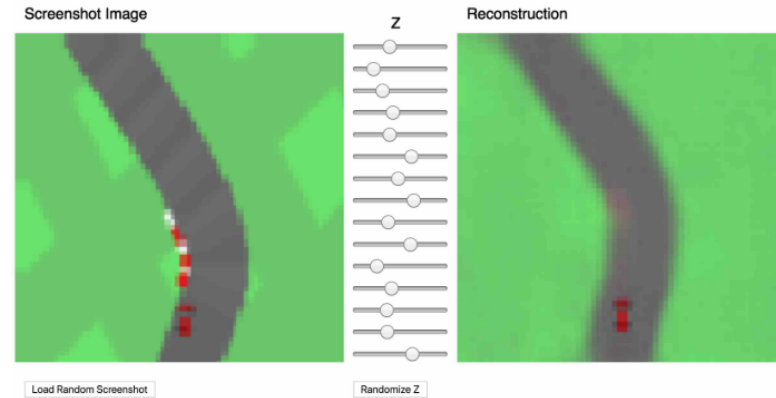 Screenshot Image
Z
Reconstruction
Load Random Screenshot
Randomize Z